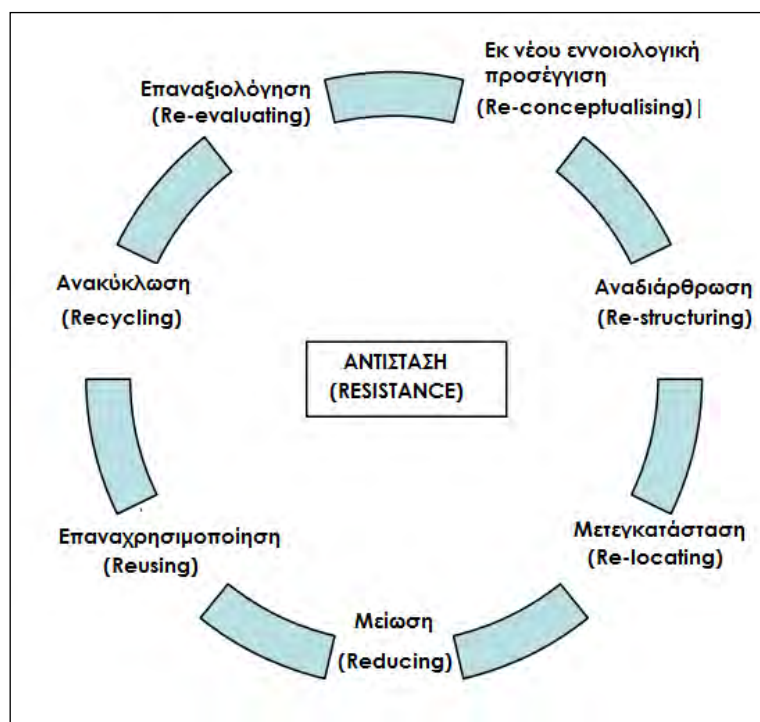 Επαναξιολόγηση
(Re-evaluating)
Εκ νέου εννοιολογική
προσέγγιση
(Re-conceptualising)|
Αναδιάρθρωση
(Re-structuring)
Μετεγκατάσταση
(Re-locating)
Μείωση
(Reducing)
Επαναχρησιμοποίηση
(Reusing)
Ανακύκλωση
(Recycling)
ΑΝΤΙΣΤΑΣΗ
(RESISTANCE)